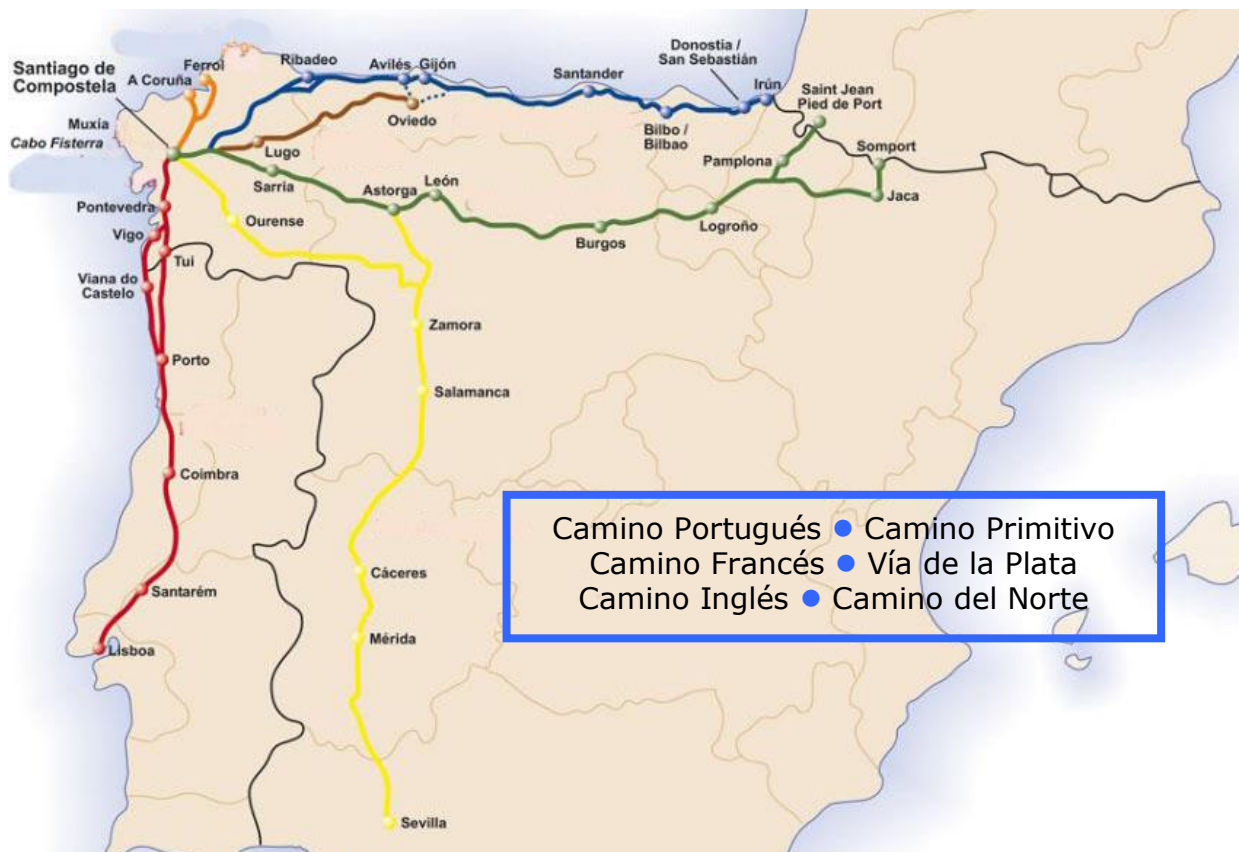 Donostia /
San Sebastián
Ferrol
Ribadeo
Avilés
Gijón
Santiago de
Compostela
A Coruña
Santander
Irún
Saint Jean
Pied de Port
Oviedo
Muxía
Cabo Fisterra
Lugo
Bilbo /
Bilbao
Pamplona
Somport
Sarria
Astorga
León
Jaca
Pontevedra
Ourense
Logroño
Burgos
Vigo
Tui
Viana do
Castelo
Zamora
Porto
Salamanca
Coimbra
Camino Portugués ● Camino Primitivo
Camino Francés ● Vía de la Plata
Camino Inglés ● Camino del Norte
Cáceres
Santarém
Mérida
Lisboa
Sevilla